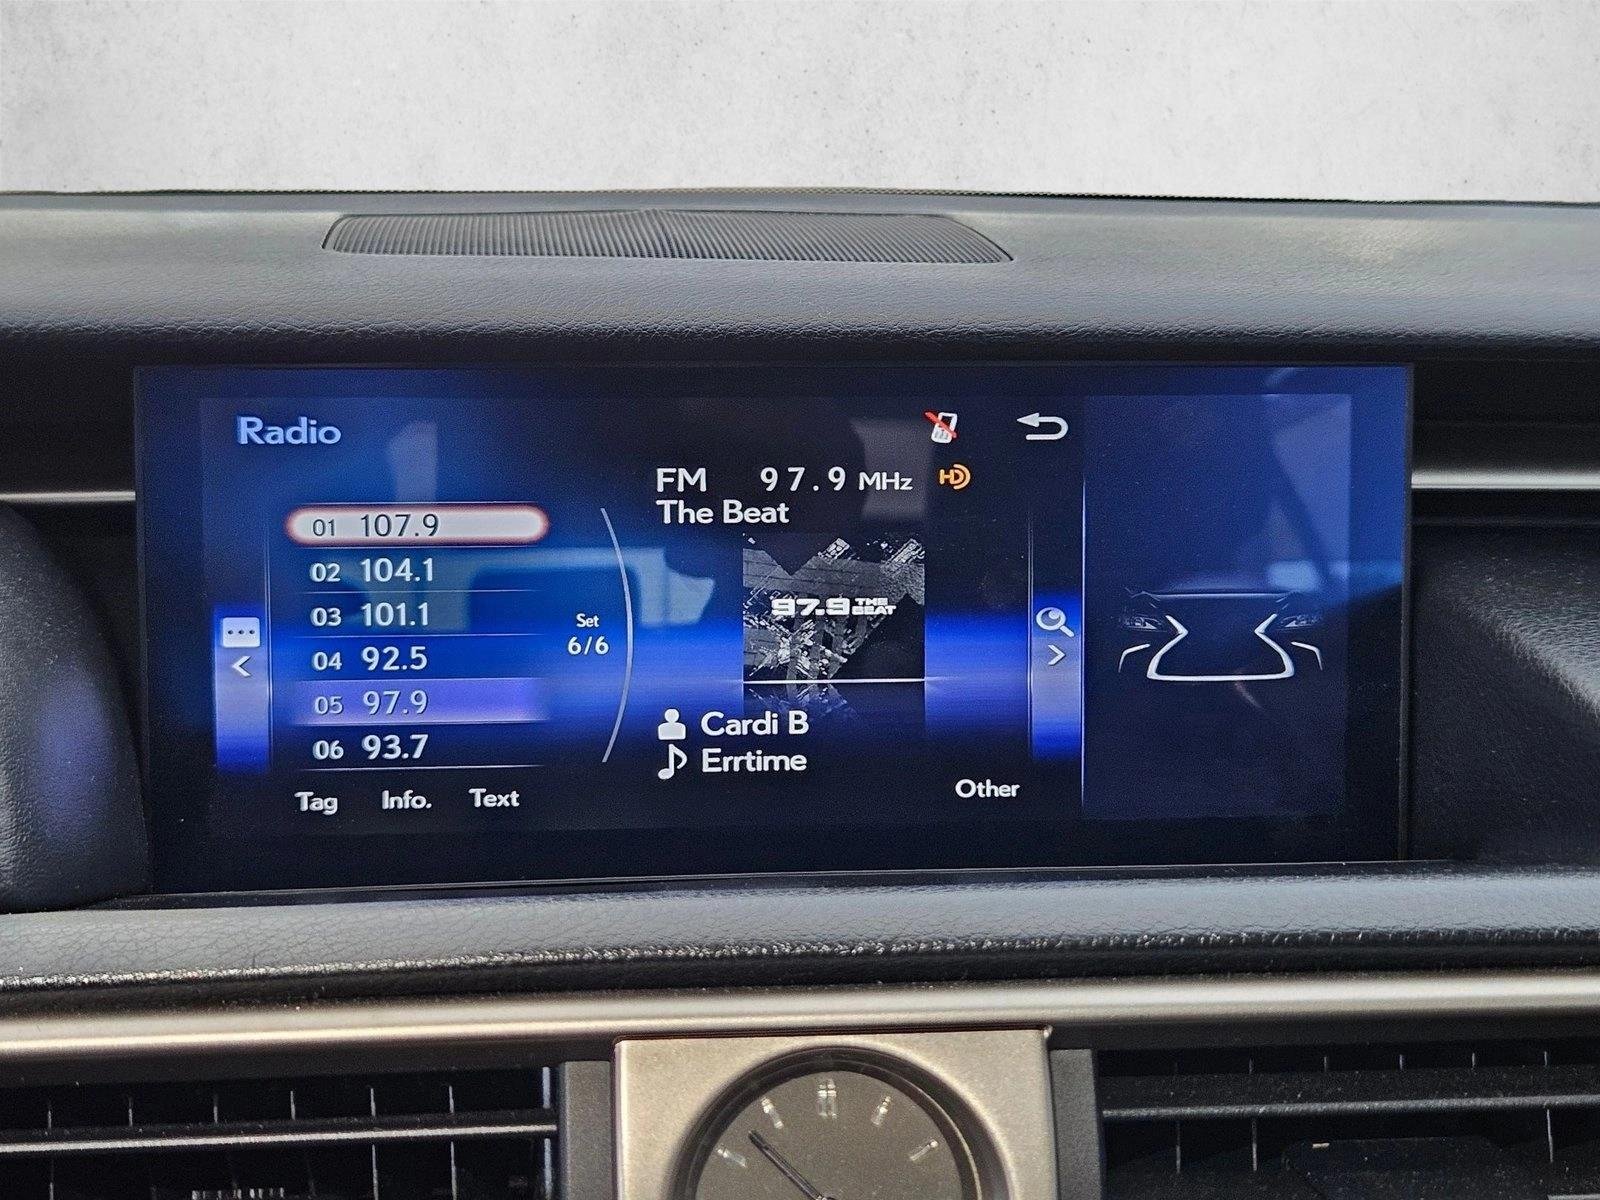 Radio
FM 97.9 MHz HD
The Beat
01 107.9
02 104.1
03 101.1
04 92.5
05 97.9
06 93.7
Set
6/6
97.9 THE BEAT
Cardi B
Errtime
Tag Info. Text
Other